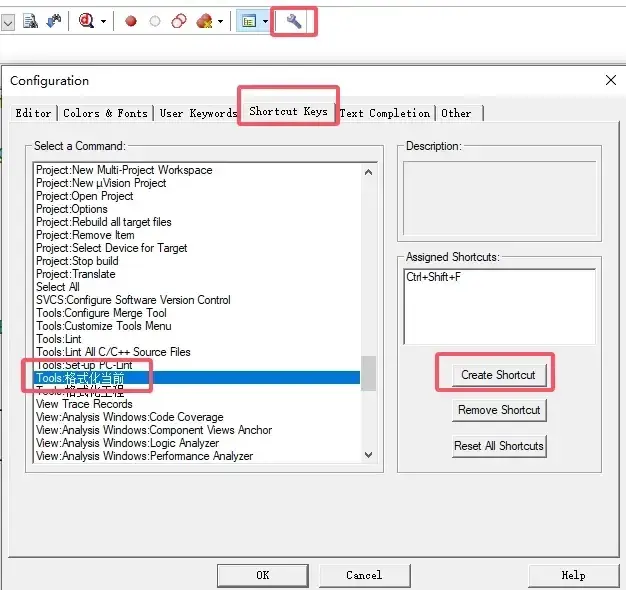 Configuration
Editor
Colors & Fonts
User Keywords
Shortcut Keys
Text Completion
Other
Select a Command:
Project:New Multi-Project Workspace
Project:New µVision Project
Project:Open Project
Project:Options
Project:Rebuild all target files
Project:Remove Item
Project:Select Device for Target
Project:Stop build
Project:Translate
Select All
SVCS:Configure Software Version Control
Tools:Configure Merge Tool
Tools:Customize Tools Menu
Tools:Lint
Tools:Lint All C/C++ Source Files
Tools:Set-up PC-Lint
Tools:格式化当前
Tools:格式化工程
View Trace Records
View:Analysis Windows:Code Coverage
View:Analysis Windows:Component Views Anchor
View:Analysis Windows:Logic Analyzer
View:Analysis Windows:Performance Analyzer
Description:
Assigned Shortcuts:
Ctrl+Shift+F
Create Shortcut
Remove Shortcut
Reset All Shortcuts
OK
Cancel
Help